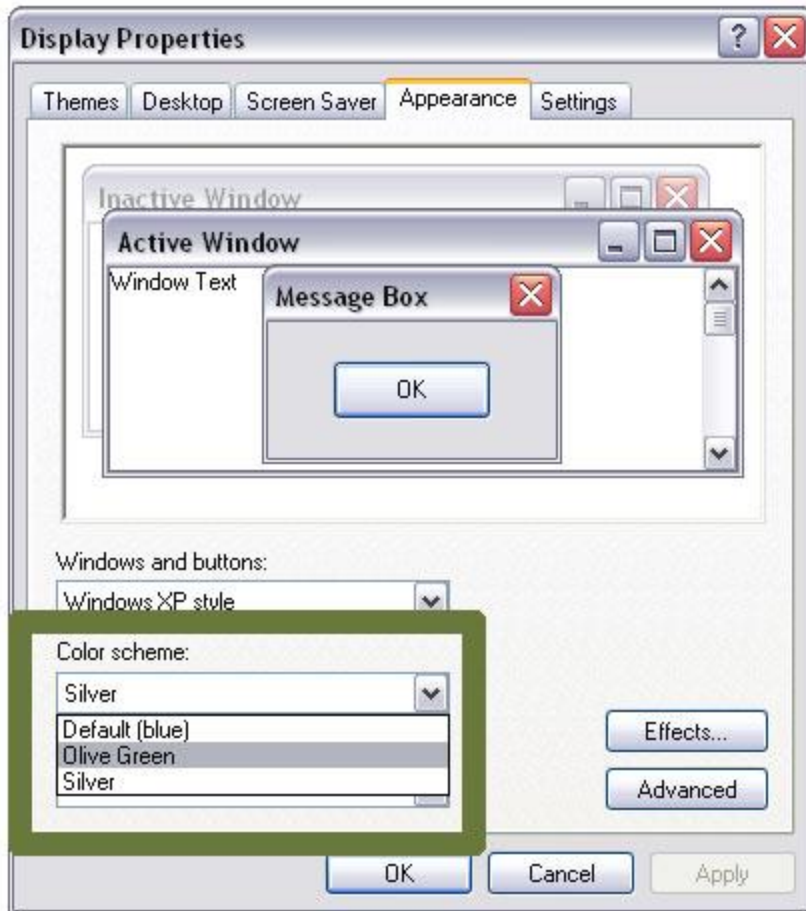 Display Properties
Themes Desktop Screen Saver Appearance Settings
Inactive Window
Active Window
Window Text
Message Box
OK
Windows and buttons:
Windows XP style
Color scheme:
Silver
Default (blue)
Olive Green
Silver
Effects...
Advanced
OK Cancel Apply